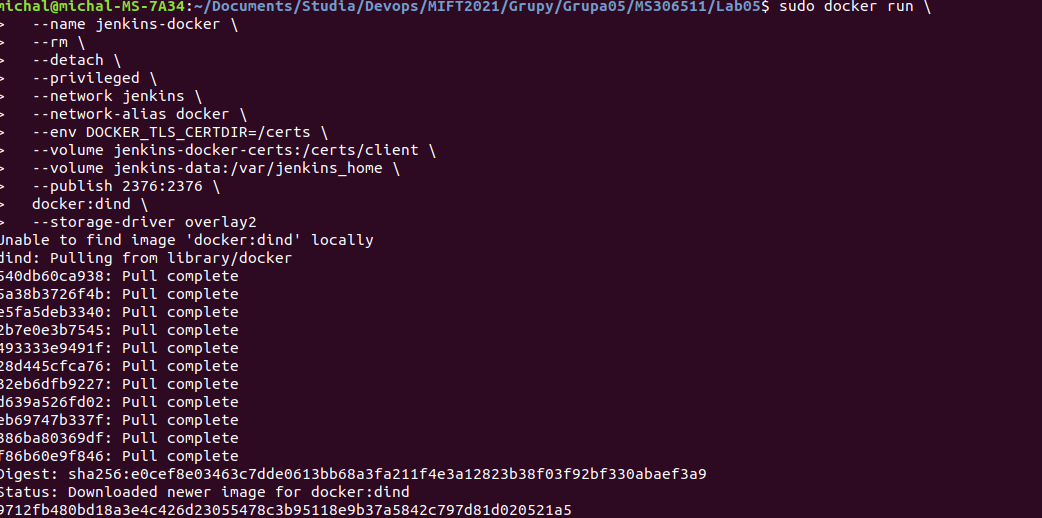 michal@michal-MS-7A34:~/Documents/Studia/Devops/MIFT2021/Grupy/Grupa05/MS306511/Lab05$ sudo docker run \
>   --name jenkins-docker \
>   --rm \
>   --detach \
>   --privileged \
>   --network jenkins \
>   --network-alias docker \
>   --env DOCKER_TLS_CERTDIR=/certs \
>   --volume jenkins-docker-certs:/certs/client \
>   --volume jenkins-data:/var/jenkins_home \
>   --publish 2376:2376 \
>   docker:dind \
>   --storage-driver overlay2
Unable to find image 'docker:dind' locally
dind: Pulling from library/docker
540db60ca938: Pull complete
5a38b3726f4b: Pull complete
e5fa5deb3340: Pull complete
2b7e0e3b7545: Pull complete
493333e9491f: Pull complete
28d445cfca76: Pull complete
32eb6dfb9227: Pull complete
d639a526fd02: Pull complete
eb69747b337f: Pull complete
386ba80369df: Pull complete
f86b60e9f846: Pull complete
Digest: sha256:e0cef8e03463c7dde0613bb68a3fa211f4e3a12823b38f03f92bf330abaef3a9
Status: Downloaded newer image for docker:dind
9712fb480bd18a3e4c426d23055478c3b95118e9b37a5842c797d81d020521a5